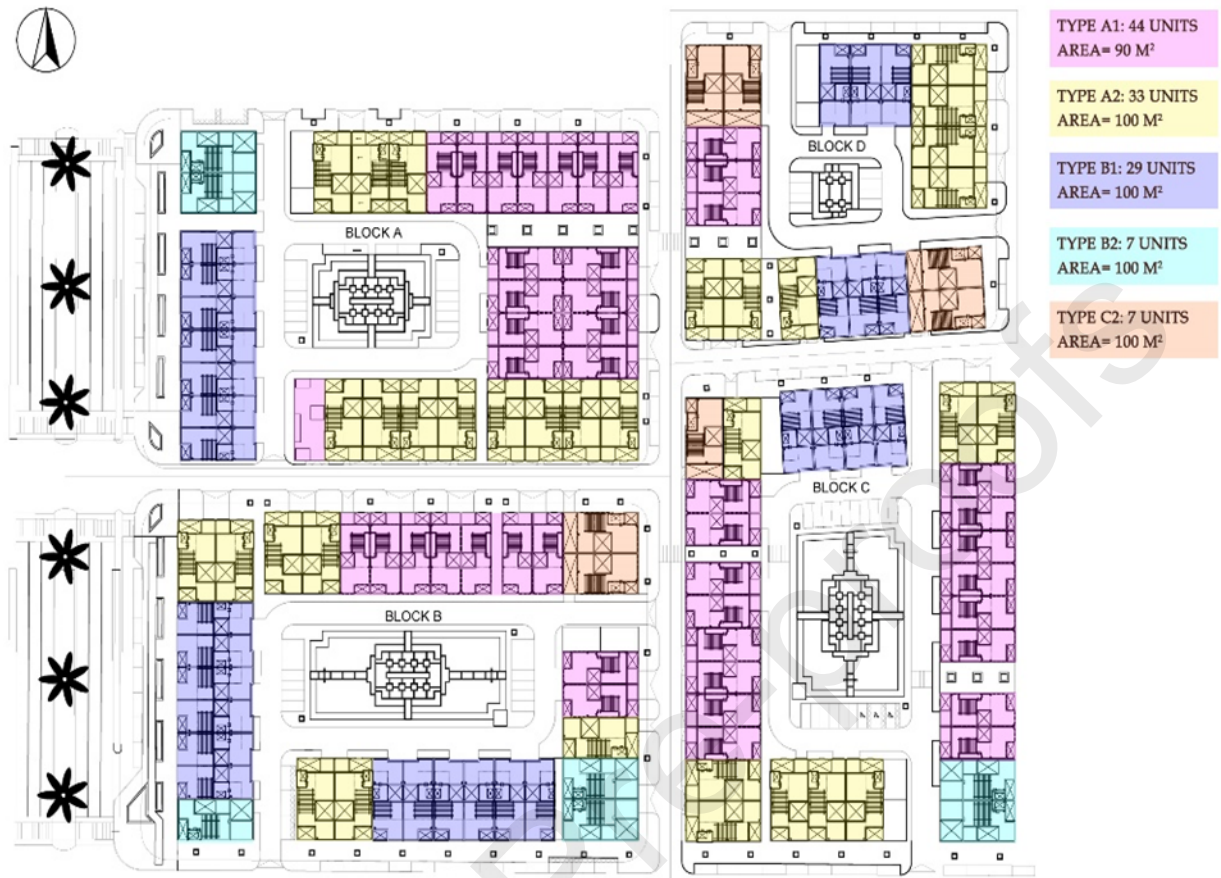 TYPE A1: 44 UNITS
AREA= 90 M²
TYPE A2: 33 UNITS
AREA= 100 M²
TYPE B1: 29 UNITS
AREA= 100 M²
TYPE B2: 7 UNITS
AREA= 100 M²
TYPE C2: 7 UNITS
AREA= 100 M²
BLOCK D
BLOCK A
BLOCK C
BLOCK B